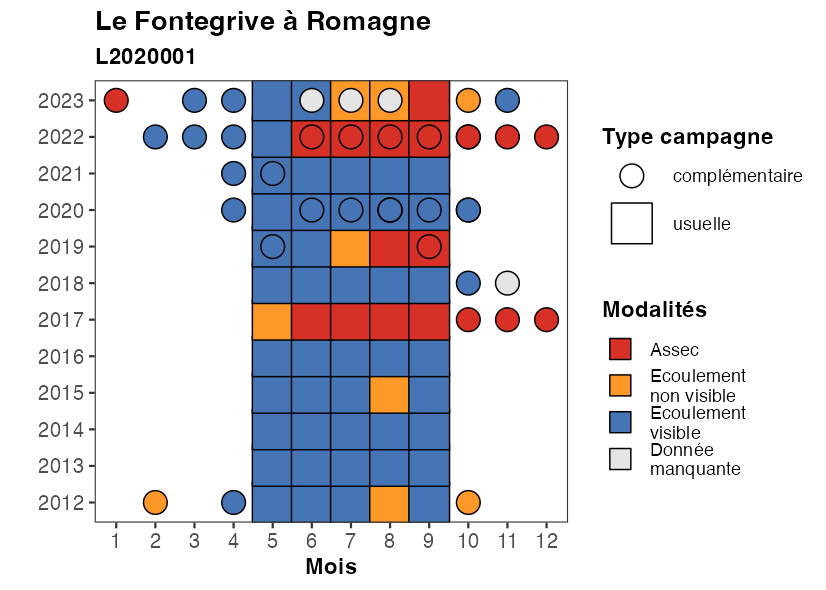 Le Fontegrive à Romagne
L2020001
2023
2022
2021
2020
2019
2018
2017
2016
2015
2014
2013
2012
1 2 3 4 5 6 7 8 9 10 11 12
Mois
Type campagne
complémentaire
usuelle
Modalités
Assec
Ecoulement
non visible
Ecoulement
visible
Donnée
manquante